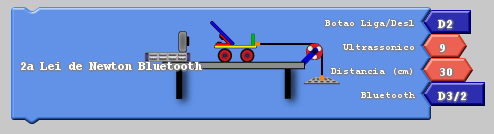 Botao Liga/Desl D2
Ultrassonico 9
2a Lei de Newton Bluetooth
Distancia (cm) 30
Bluetooth D3/2